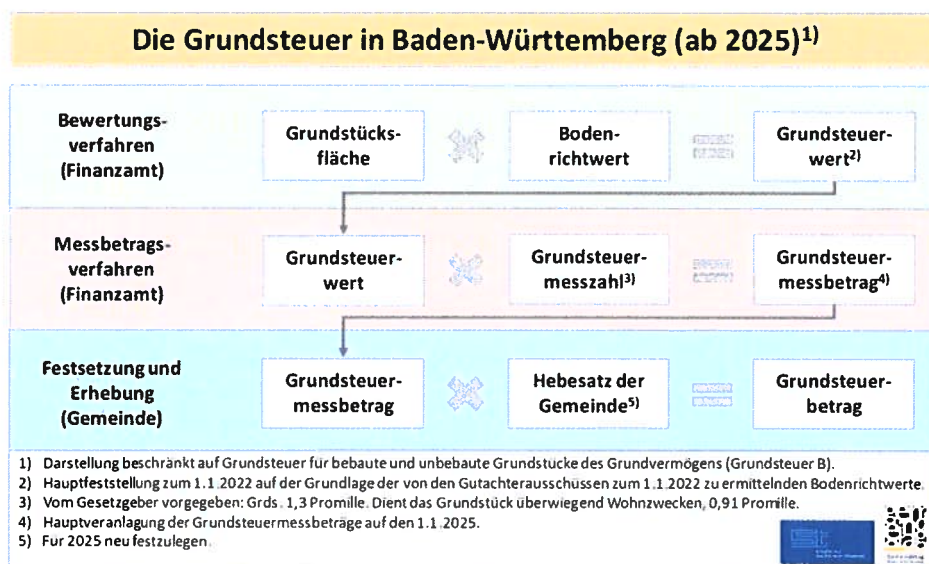 Die Grundsteuer in Baden-Württemberg (ab 2025)1)
Bewertungs-
verfahren
(Finanzamt)
Grundstücks-
fläche
Boden-
richtwert
Grundsteuer-
wert2)
Messbetrags-
verfahren
(Finanzamt)
Grundsteuer-
wert
Grundsteuer-
messzahl3)
Grundsteuer-
messbetrag4)
Festsetzung und
Erhebung
(Gemeinde)
Grundsteuer-
messbetrag
Hebesatz der
Gemeinde5)
Grundsteuer-
betrag
1) Darstellung beschränkt auf Grundsteuer für bebaute und unbebaute Grundstücke des Grundvermögens (Grundsteuer B).
2) Hauptfeststellung zum 1.1.2022 auf der Grundlage der von den Gutachterausschüssen zum 1.1.2022 zu ermittelnden Bodenrichtwerte.
3) Vom Gesetzgeber vorgegeben: Grds. 1,3 Promille. Dient das Grundstück überwiegend Wohnzwecken, 0,91 Promille.
4) Hauptveranlagung der Grundsteuermessbeträge auf den 1.1.2025.
5) Für 2025 neu festzulegen.